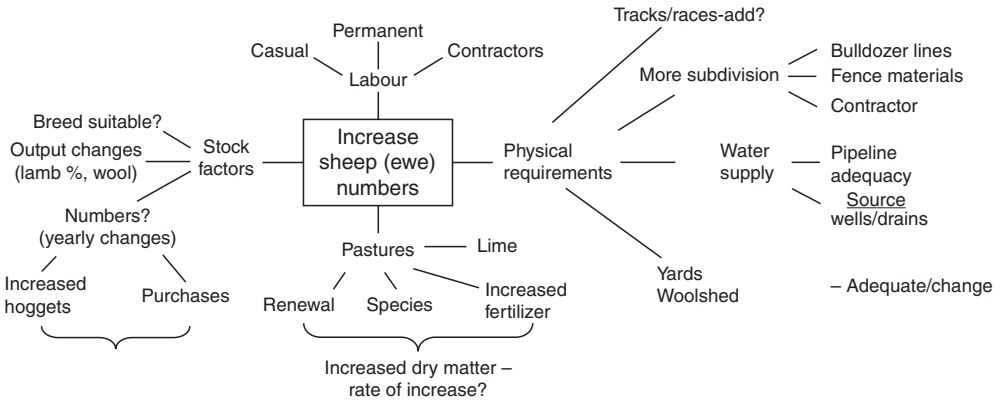 Tracks/races-add?
Permanent
Casual
Contractors
Labour
More subdivision
Bulldozer lines
Fence materials
Contractor
Breed suitable?
Output changes
(lamb %, wool)
Stock
factors
Increase
sheep (ewe)
numbers
Physical
requirements
Water
supply
Pipeline
adequacy
Source
wells/drains
Numbers?
(yearly changes)
Increased
hoggets
Purchases
Pastures
Lime
Renewal
Species
Increased
fertilizer
Yards
Woolshed
– Adequate/change
Increased dry matter –
rate of increase?